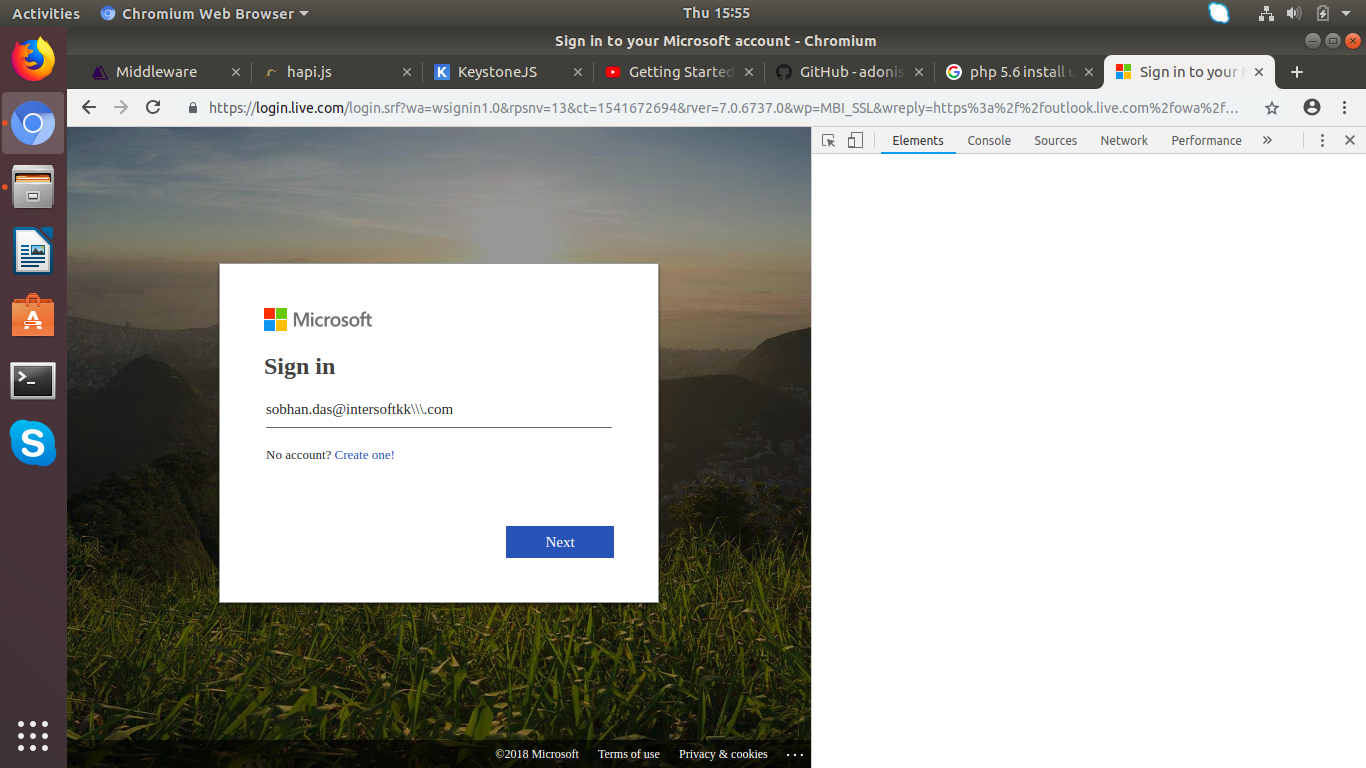 Activities Chromium Web Browser Thu 15:55
Sign in to your Microsoft account - Chromium
Middleware hapi.js KeystoneJS Getting Started GitHub - adonis php 5.6 install u Sign in to your
https://login.live.com/login.srf?wa=wsignin1.0&rpsnv=13&ct=1541672694&rver=7.0.6737.0&wp=MBI_SSL&wreply=https%3a%2f%2foutlook.live.com%2fowa%2f...
Elements Console Sources Network Performance
Microsoft
Sign in
sobhan.das@intersoftkk\\\.com
No account? Create one!
Next
©2018 Microsoft Terms of use Privacy & cookies